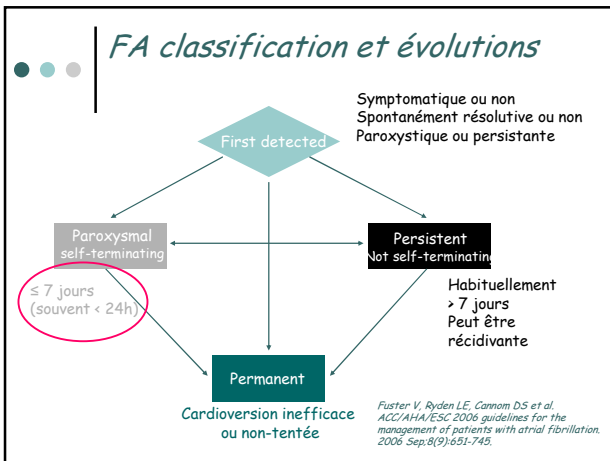 FA classification et évolutions
Symptomatique ou non
Spontanément résolutive ou non
Paroxystique ou persistante
First detected
Paroxysmal
self-terminating
Persistent
Not self-terminating
≤ 7 jours
(souvent < 24h)
Habituellement
> 7 jours
Peut être
récidivante
Permanent
Cardioversion inefficace
ou non-tentée
Fuster V, Ryden LE, Cannom DS et al.
ACC/AHA/ESC 2006 guidelines for the
management of patients with atrial fibrillation.
2006 Sep;8(9):651-745.